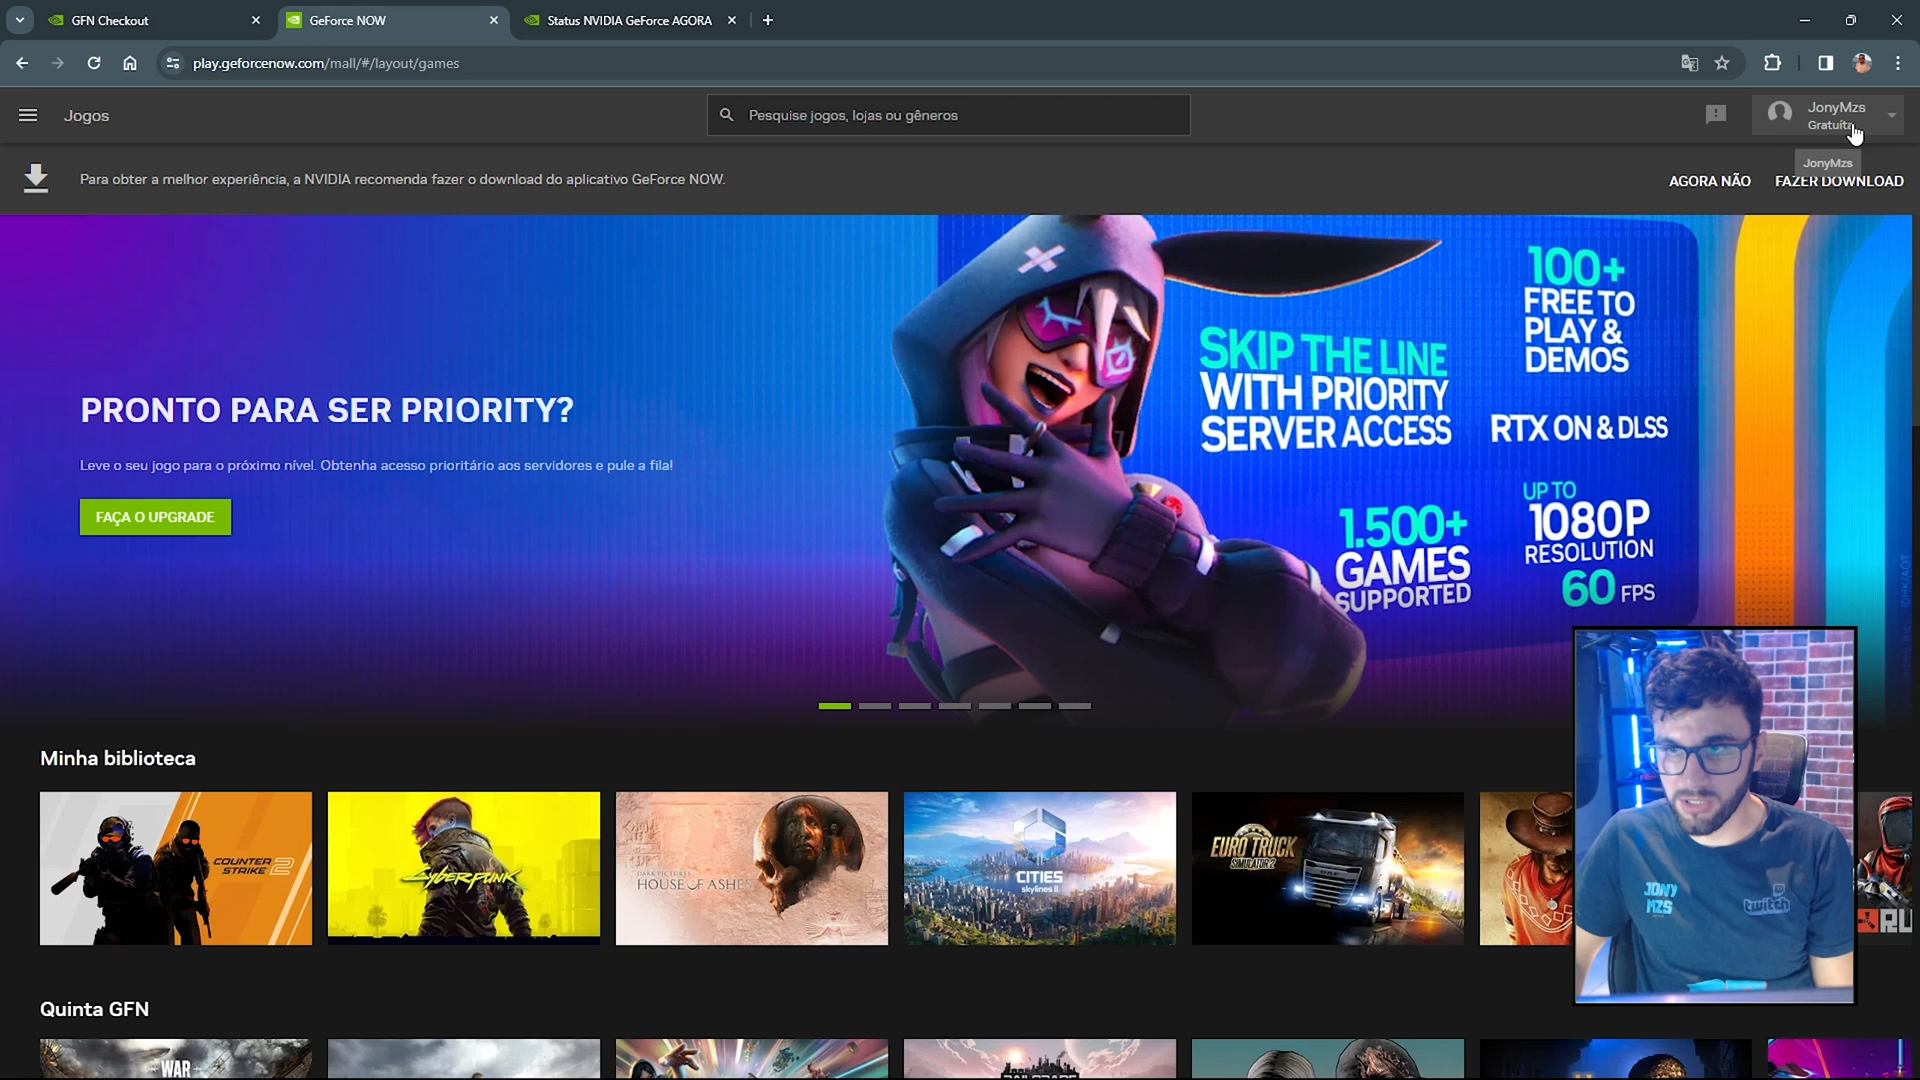 GFN Checkout
GeForce NOW
Status NVIDIA GeForce AGORA
play.geforcenow.com/mall/#/layout/games
Jogos
Pesquise jogos, lojas ou gêneros
JonyMzs
Gratuita
JonyMzs
Para obter a melhor experiência, a NVIDIA recomenda fazer o download do aplicativo GeForce NOW.
AGORA NÃO
FAZER DOWNLOAD
PRONTO PARA SER PRIORITY?
Leve o seu jogo para o próximo nível. Obtenha acesso prioritário aos servidores e pule a fila!
FAÇA O UPGRADE
SKIP THE LINE
WITH PRIORITY
SERVER ACCESS
100+
FREE TO
PLAY &
DEMOS
RTX ON & DLSS
1.500+
GAMES
SUPPORTED
UP TO
1080P
RESOLUTION
60 FPS
Minha biblioteca
COUNTER
STRIKE 2
CYBERPUNK
DARK PICTURES
HOUSE OF ASHES
CITIES
skylines II
EURO TRUCK
SIMULATOR 2
JONY
MZS
twitch
RU
Quinta GFN
WAR